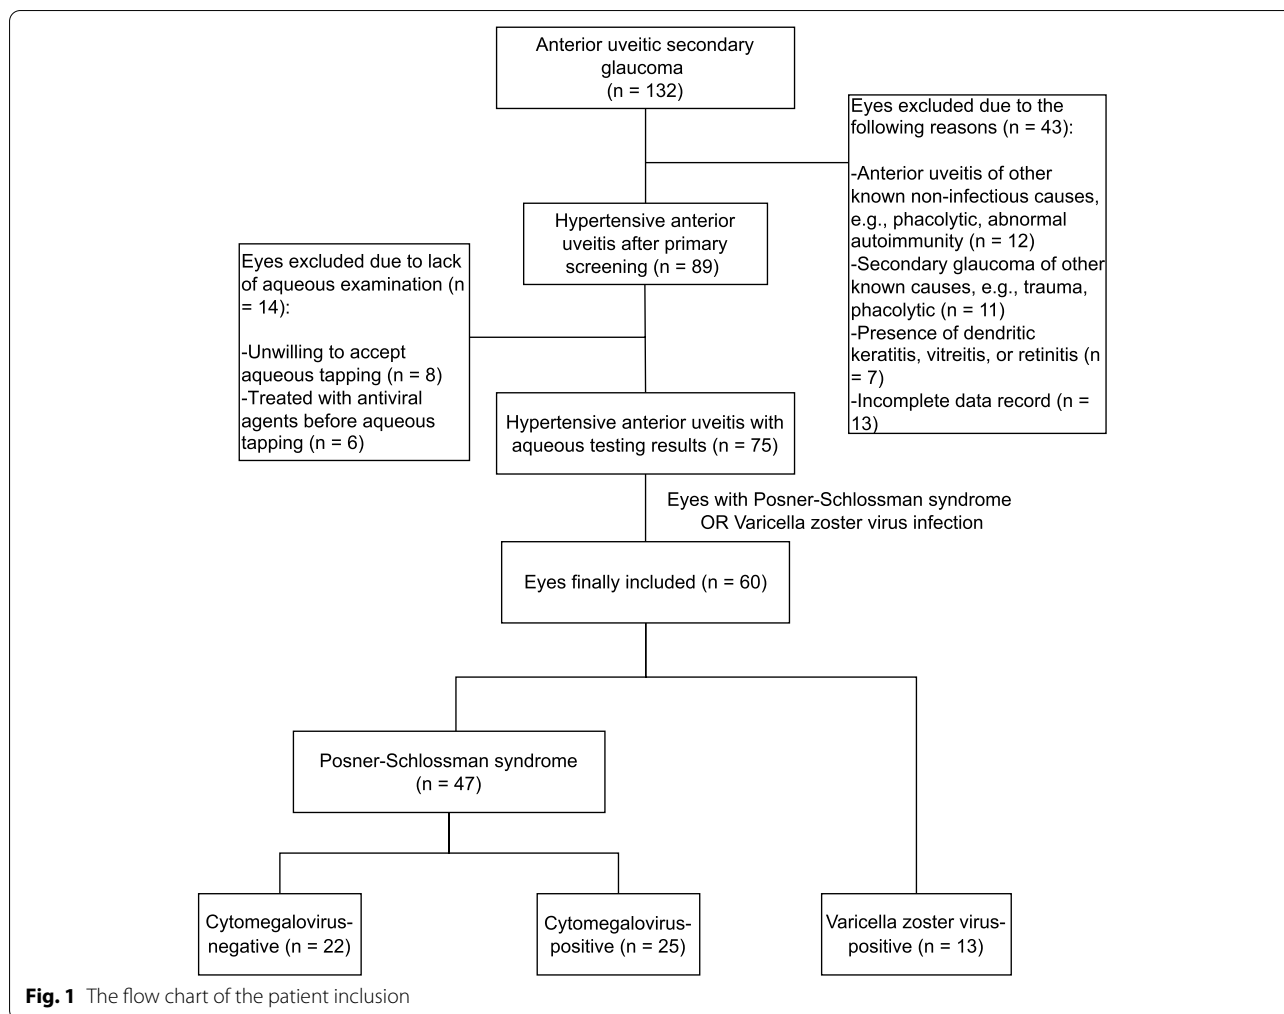 Anterior uveitic secondary
glaucoma
(n = 132)
Eyes excluded due to the
following reasons (n = 43):
-Anterior uveitis of other
known non-infectious causes,
e.g., phacolytic, abnormal
autoimmunity (n = 12)
-Secondary glaucoma of other
known causes, e.g., trauma,
phacolytic (n = 11)
-Presence of dendritic
keratitis, vitreitis, or retinitis (n
= 7)
-Incomplete data record (n =
13)
Hypertensive anterior
uveitis after primary
screening (n = 89)
Eyes excluded due to lack
of aqueous examination (n
= 14):
-Unwilling to accept
aqueous tapping (n = 8)
-Treated with antiviral
agents before aqueous
tapping (n = 6)
Hypertensive anterior uveitis with
aqueous testing results (n = 75)
Eyes with Posner-Schlossman syndrome
OR Varicella zoster virus infection
Eyes finally included (n = 60)
Posner-Schlossman syndrome
(n = 47)
Cytomegalovirus-
negative (n = 22)
Cytomegalovirus-
positive (n = 25)
Varicella zoster virus-
positive (n = 13)
Fig. 1 The flow chart of the patient inclusion